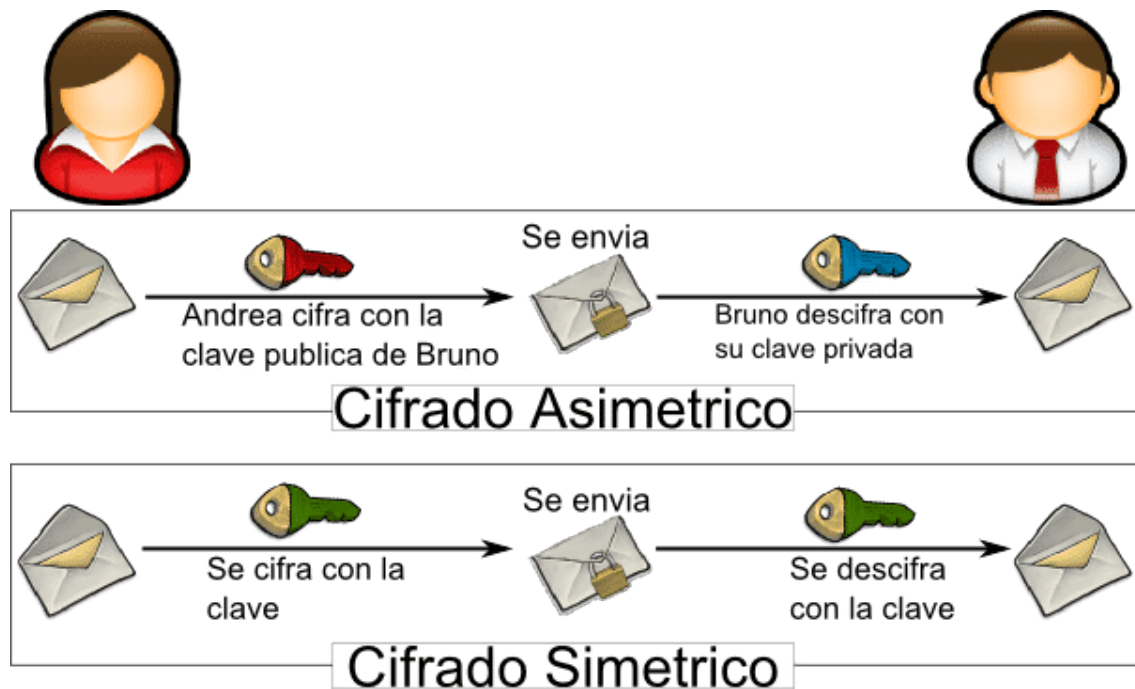 Se envia
Andrea cifra con la
clave publica de Bruno
Bruno descifra con
su clave privada
Cifrado Asimetrico
Se envia
Se cifra con la
clave
Se descifra
con la clave
Cifrado Simetrico